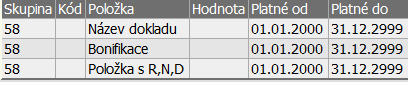 Skupina Kód Položka Hodnota Platné od Platné do
58 Název dokladu 01.01.2000 31.12.2999
58 Bonifikace 01.01.2000 31.12.2999
58 Položka s R,N,D 01.01.2000 31.12.2999